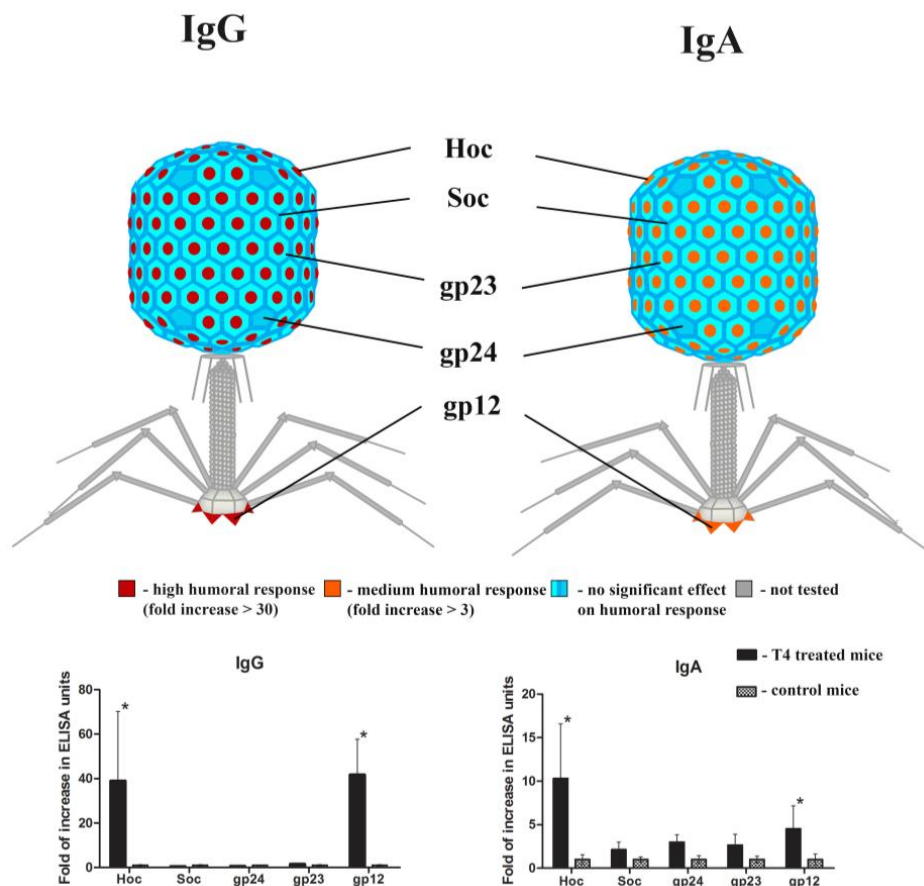 IgG
IgA
Hoc
Soc
gp23
gp24
gp12
- high humoral response
(fold increase > 30)
- medium humoral response
(fold increase > 3)
- no significant effect
on humoral response
- not tested
IgG
Fold of increase in ELISA units
80
60
40
20
0
Hoc
Soc
gp24
gp23
gp12
*
*
IgA
- T4 treated mice
- control mice
Fold of increase in ELISA units
20
15
10
5
0
Hoc
Soc
gp24
gp23
gp12
*
*